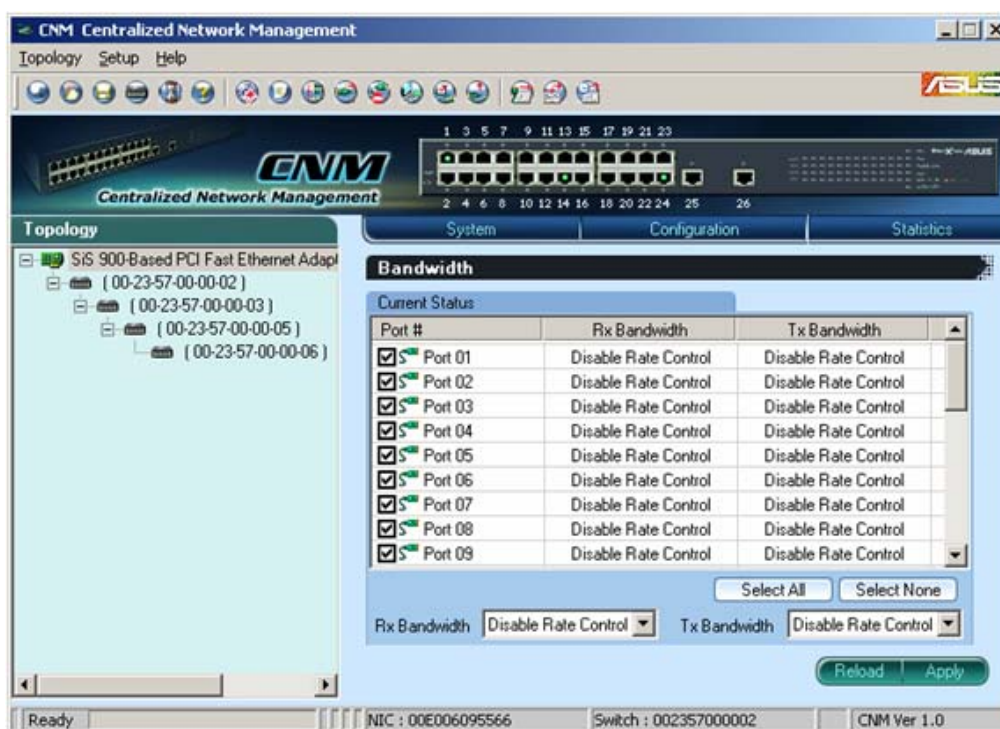 CNM Centralized Network Management
Topology Setup Help
ASUS
1 3 5 7 9 11 13 15 17 19 21 23
CNM
Centralized Network Management
2 4 6 8 10 12 14 16 18 20 22 24 25 26
Topology
System Configuration Statistics
SiS 900-Based PCI Fast Ethernet Adapt
( 00-23-57-00-00-02 )
( 00-23-57-00-00-03 )
( 00-23-57-00-00-05 )
( 00-23-57-00-00-06 )
Bandwidth
Current Status
Port # Rx Bandwidth Tx Bandwidth
Port 01 Disable Rate Control Disable Rate Control
Port 02 Disable Rate Control Disable Rate Control
Port 03 Disable Rate Control Disable Rate Control
Port 04 Disable Rate Control Disable Rate Control
Port 05 Disable Rate Control Disable Rate Control
Port 06 Disable Rate Control Disable Rate Control
Port 07 Disable Rate Control Disable Rate Control
Port 08 Disable Rate Control Disable Rate Control
Port 09 Disable Rate Control Disable Rate Control
Select All Select None
Rx Bandwidth Disable Rate Control Tx Bandwidth Disable Rate Control
Reload Apply
Ready NIC : 00E006095566 Switch : 002357000002 CNM Ver 1.0